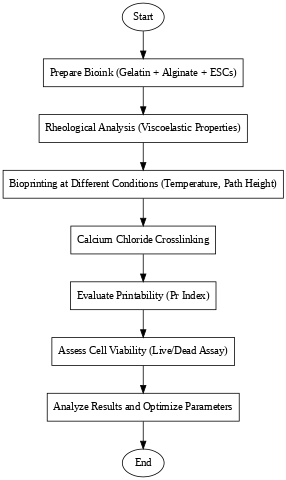 Start
Prepare Bioink (Gelatin + Alginate + ESCs)
Rheological Analysis (Viscoelastic Properties)
Bioprinting at Different Conditions (Temperature, Path Height)
Calcium Chloride Crosslinking
Evaluate Printability (Pr Index)
Assess Cell Viability (Live/Dead Assay)
Analyze Results and Optimize Parameters
End